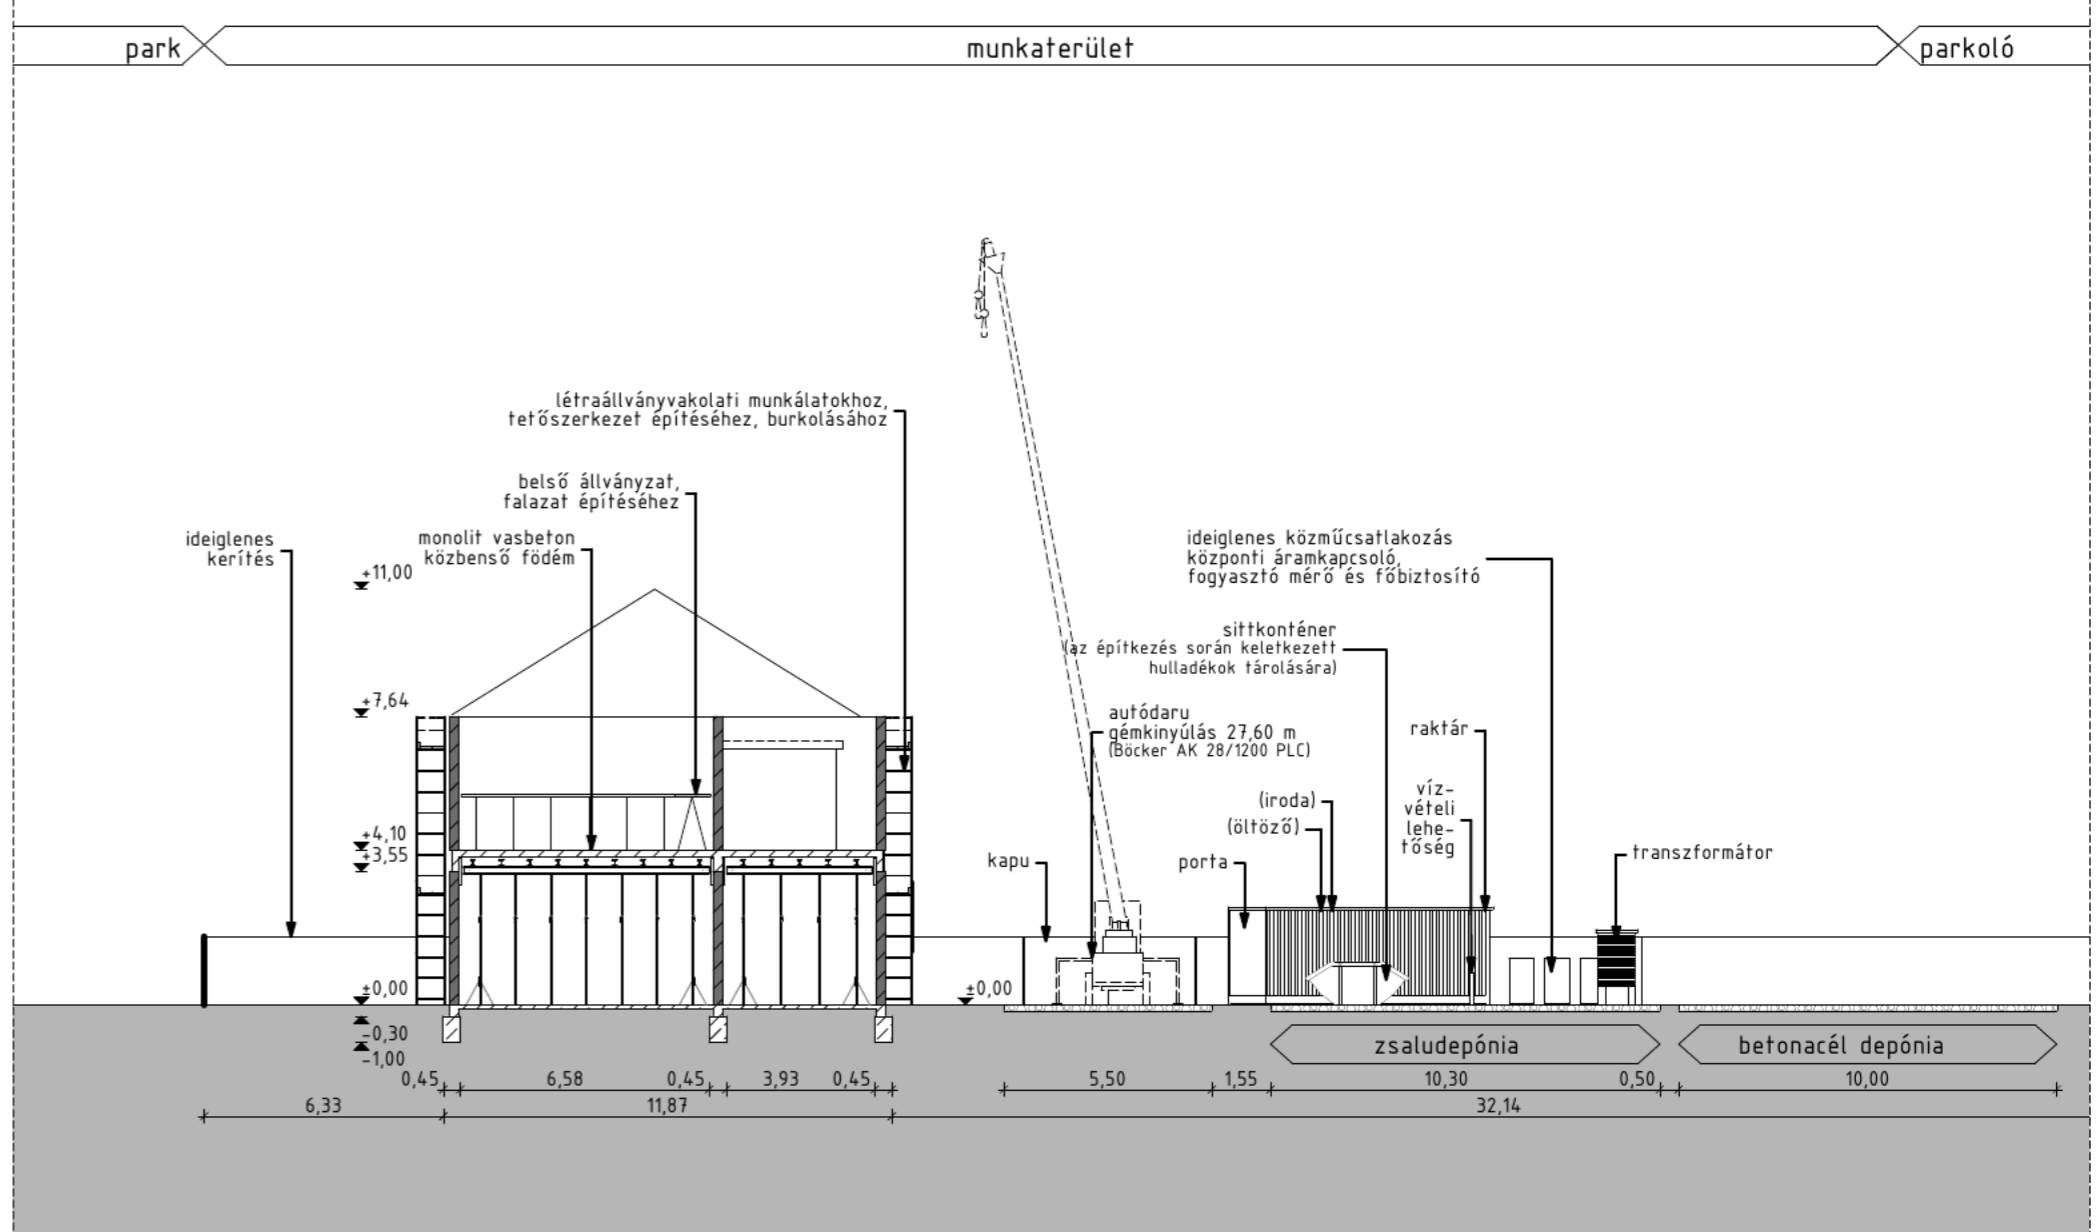 park
munkaterület
parkoló
létraállványvakolati munkálatokhoz,
tetőszerkezet építéséhez, burkolásához
belső állványzat,
falazat építéséhez
ideiglenes
kerítés
monolit vasbeton
közbenső födém
ideiglenes közműcsatlakozás
központi áramkapcsoló,
fogyasztó mérő és főbiztosító
+11,00
sittkonténer
(az építkezés során keletkezett
hulladékok tárolására)
+7,64
autódaru
gémkinyúlás 27,60 m
(Böcker AK 28/1200 PLC)
raktár
víz-
vételi
lehe-
tőség
(iroda)
(öltöző)
+4,10
+3,55
kapu
porta
transzformátor
±0,00
±0,00
-0,30
-1,00
zsaludepónia
betonacél depónia
0,45
6,58
0,45
3,93
0,45
5,50
1,55
10,30
0,50
10,00
6,33
11,87
32,14